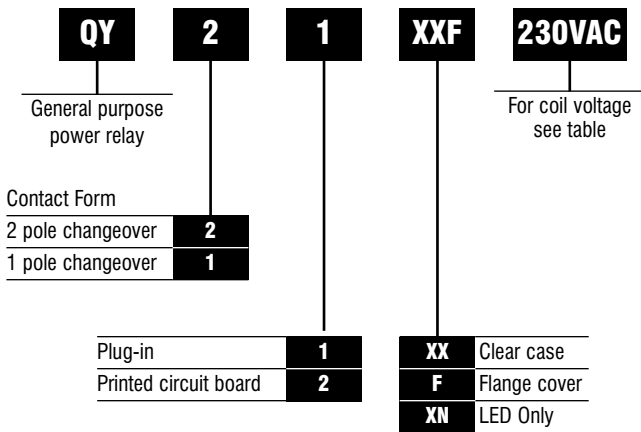 QY 2 1 XXF 230VAC
General purpose
power relay
For coil voltage
see table
Contact Form
2 pole changeover 2
1 pole changeover 1
Plug-in 1
Printed circuit board 2
XX Clear case
F Flange cover
XN LED Only